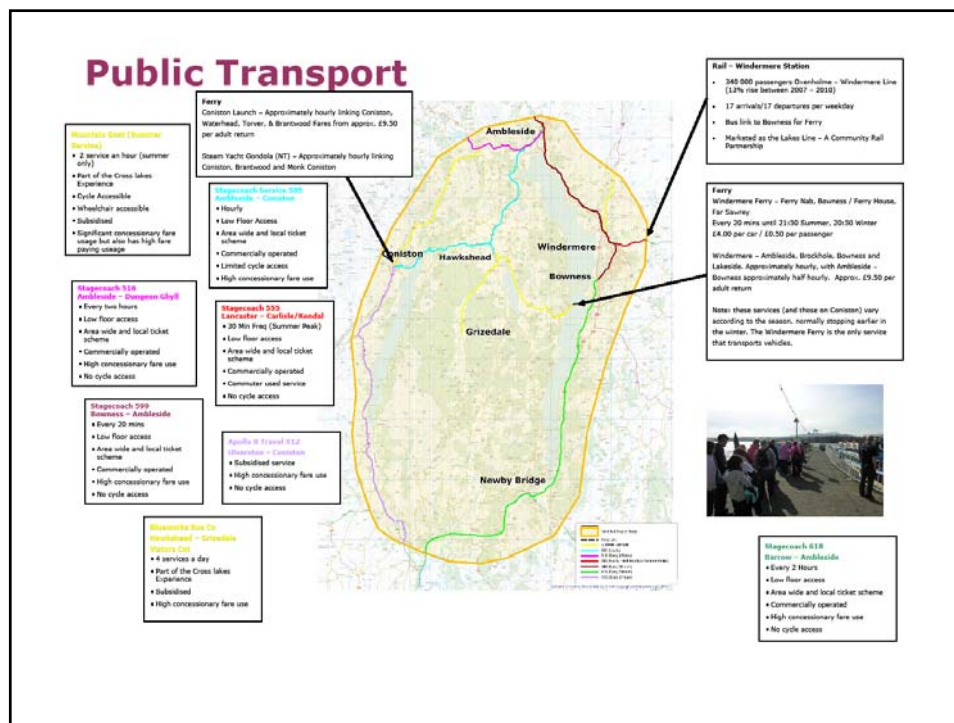 Public Transport
Ferry
Coniston Launch – Approximately hourly linking Coniston,
Waterhead, Torver, & Brantwood Fares from approx. £9.50
per adult return
Steam Yacht Gondola (NT) – Approximately hourly linking
Coniston, Brantwood and Monk Coniston
Rail – Windermere Station
• 340 000 passengers Oxenholme – Windermere Line
(12% rise between 2007 – 2010)
• 17 arrivals/17 departures per weekday
• Bus link to Bowness for Ferry
• Marketed as the Lakes Line – A Community Rail
Partnership
Mountain Goat (Summer
Service)
• 2 service an hour (summer
only)
• Part of the Cross lakes
Experience
• Cycle Accessible
• Wheelchair accessible
• Subsidised
• Significant concessionary fare
usage but also has high fare
paying useage
Stagecoach Service 505
Ambleside – Coniston
• Hourly
• Low Floor Access
• Area wide and local ticket
scheme
• Commercially operated
• Limited cycle access
• High concessionary fare use
Ferry
Windermere Ferry – Ferry Nab, Bowness / Ferry House,
Far Sawrey
Every 20 mins until 21:50 Summer, 20:50 Winter
£4.00 per car / £0.50 per passenger
Windermere – Ambleside, Brockhole, Bowness and
Lakeside. Approximately hourly, with Ambleside –
Bowness approximately half hourly. Approx. £9.50 per
adult return
Note: these services (and those on Coniston) vary
according to the season, normally stopping earlier in
the winter. The Windermere Ferry is the only service
that transports vehicles.
Stagecoach 516
Ambleside – Dungeon Ghyll
• Every two hours
• Low floor access
• Area wide and local ticket
scheme
• Commercially operated
• High concessionary fare use
• No cycle access
Stagecoach 555
Lancaster – Carlisle/Kendal
• 30 Min Freq (Summer Peak)
• Low floor access
• Area wide and local ticket
scheme
• Commercially operated
• Commuter used service
• No cycle access
Stagecoach 599
Bowness – Ambleside
• Every 20 mins
• Low floor access
• Area wide and local ticket
scheme
• Commercially operated
• High concessionary fare use
• No cycle access
Apollo 8 Travel 512
Ulverston – Coniston
• Subsidised service
• High concessionary fare use
• No cycle access
Hawkshead – Grizedale
• 4 services a day
• Part of the Cross lakes
Experience
• Subsidised
• High concessionary fare use
Stagecoach 618
Barrow – Ambleside
• Every 2 Hours
• Low floor access
• Area wide and local ticket scheme
• Commercially operated
• High concessionary fare use
• No cycle access
Ambleside
Coniston
Hawkshead
Windermere
Bowness
Grizedale
Newby Bridge